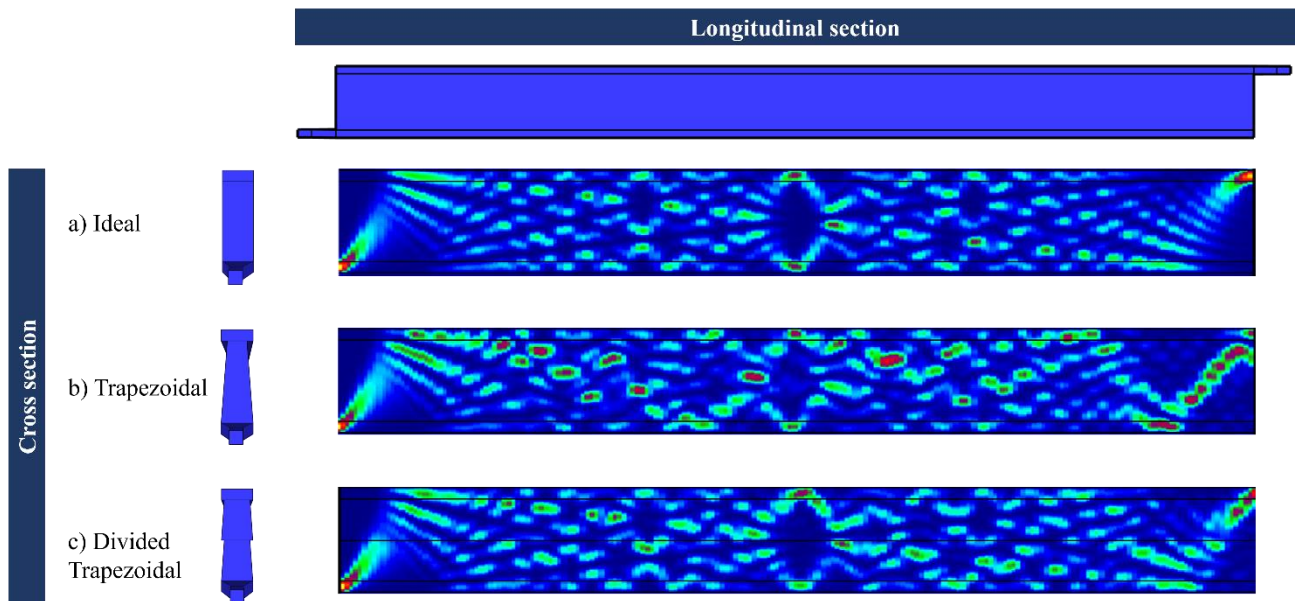 Longitudinal section
Cross section
a) Ideal
b) Trapezoidal
c) Divided
Trapezoidal